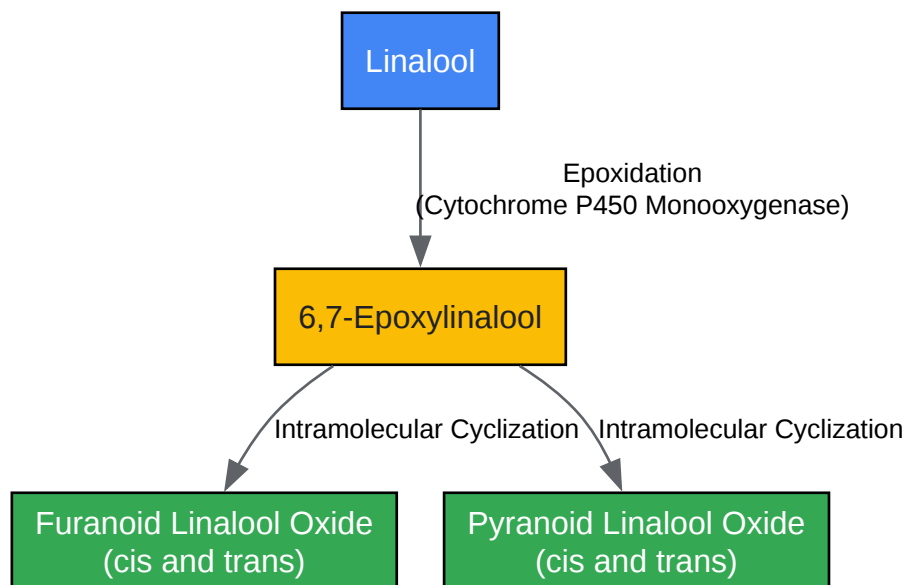 Linalool
Epoxidation
(Cytochrome P450 Monooxygenase)
6,7-Epoxylinalool
Intramolecular Cyclization
Intramolecular Cyclization
Furanoid Linalool Oxide
(cis and trans)
Pyranoid Linalool Oxide
(cis and trans)